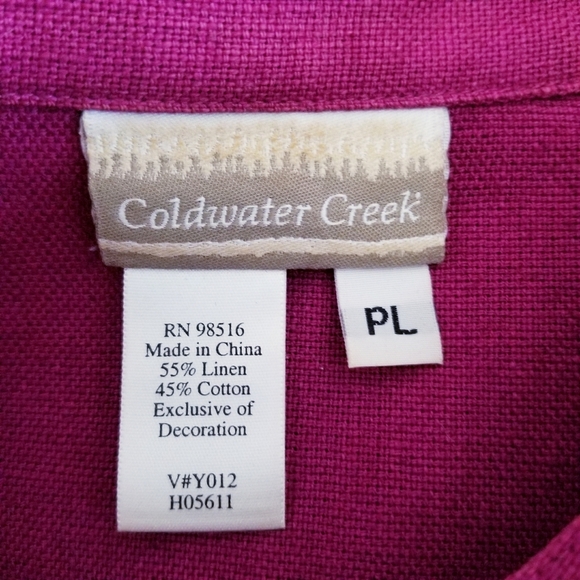 Coldwater Creek
PL
RN 98516
Made in China
55% Linen
45% Cotton
Exclusive of
Decoration
V#Y012
H05611